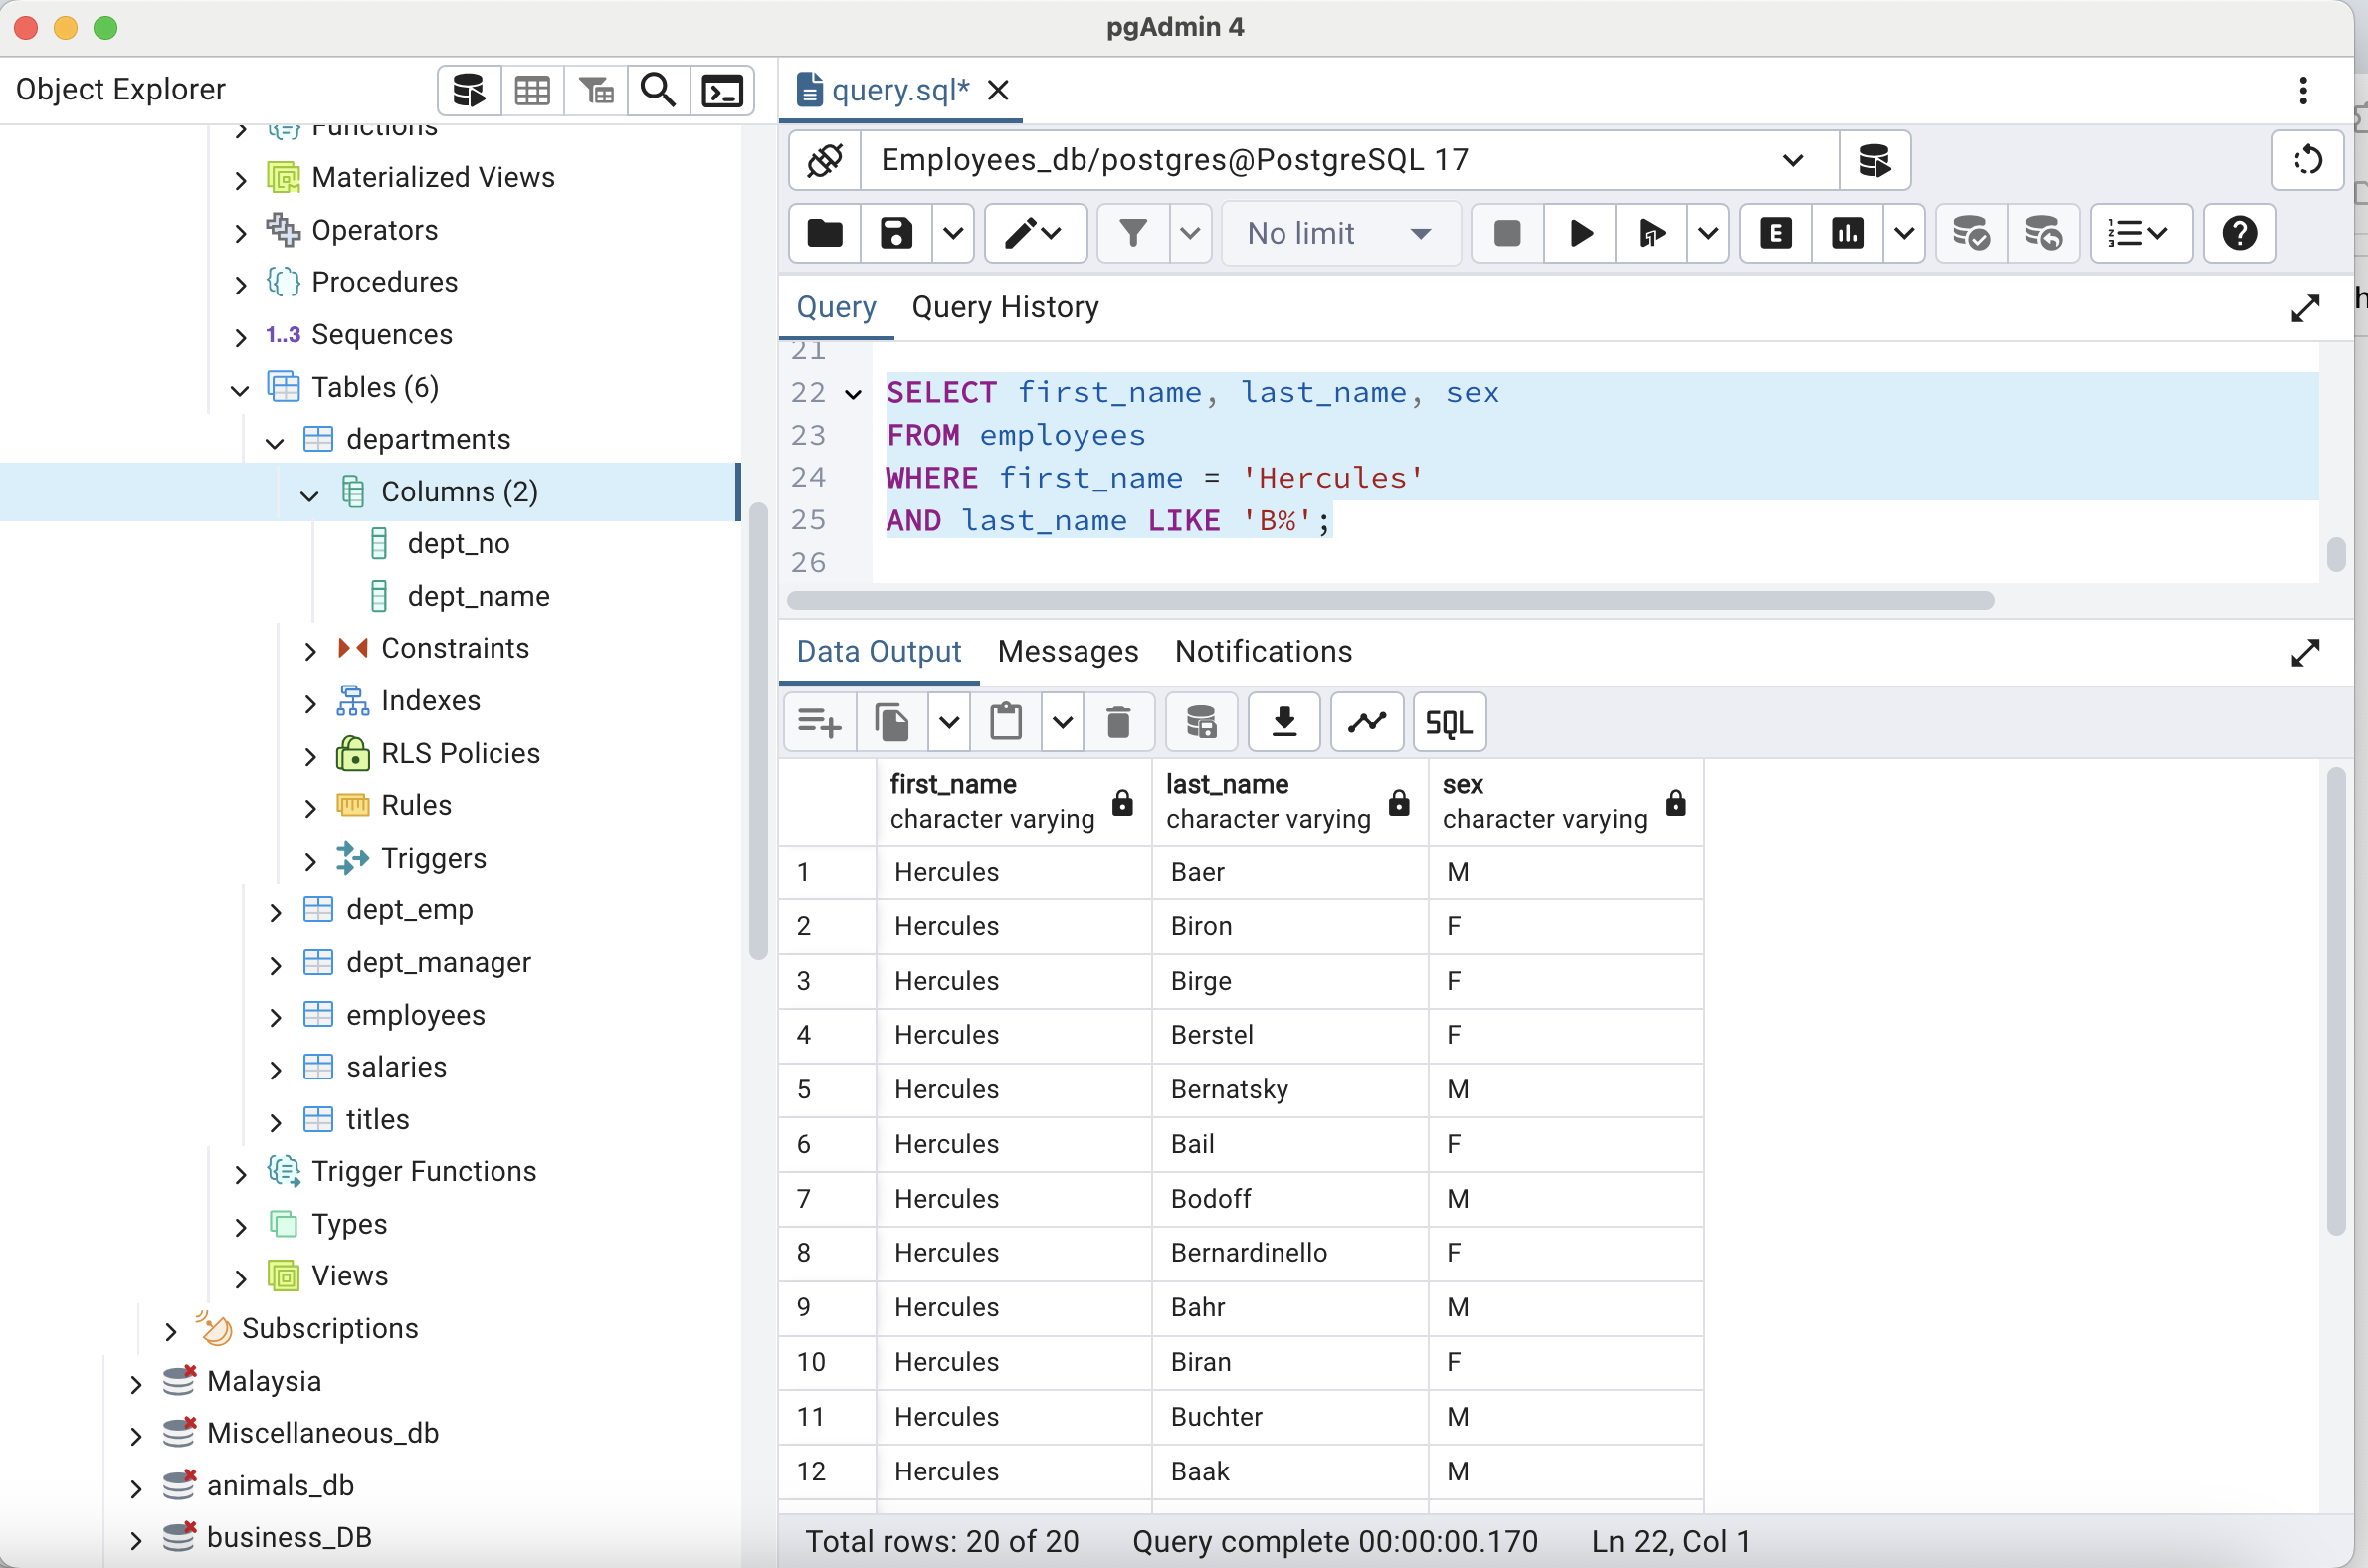 pgAdmin 4
Object Explorer
Functions
Materialized Views
Operators
Procedures
1..3 Sequences
Tables (6)
departments
Columns (2)
dept_no
dept_name
Constraints
Indexes
RLS Policies
Rules
Triggers
dept_emp
dept_manager
employees
salaries
titles
Trigger Functions
Types
Views
Subscriptions
Malaysia
Miscellaneous_db
animals_db
business_DB
query.sql*
Employees_db/postgres@PostgreSQL 17
No limit
E
Query Query History
21
22 SELECT first_name, last_name, sex
23 FROM employees
24 WHERE first_name = 'Hercules'
25 AND last_name LIKE 'B%';
26
Data Output Messages Notifications
SQL
first_name last_name sex
character varying character varying character varying
1 Hercules Baer M
2 Hercules Biron F
3 Hercules Birge F
4 Hercules Berstel F
5 Hercules Bernatsky M
6 Hercules Bail F
7 Hercules Bodoff M
8 Hercules Bernardinello F
9 Hercules Bahr M
10 Hercules Biran F
11 Hercules Buchter M
12 Hercules Baak M
Total rows: 20 of 20 Query complete 00:00:00.170 Ln 22, Col 1